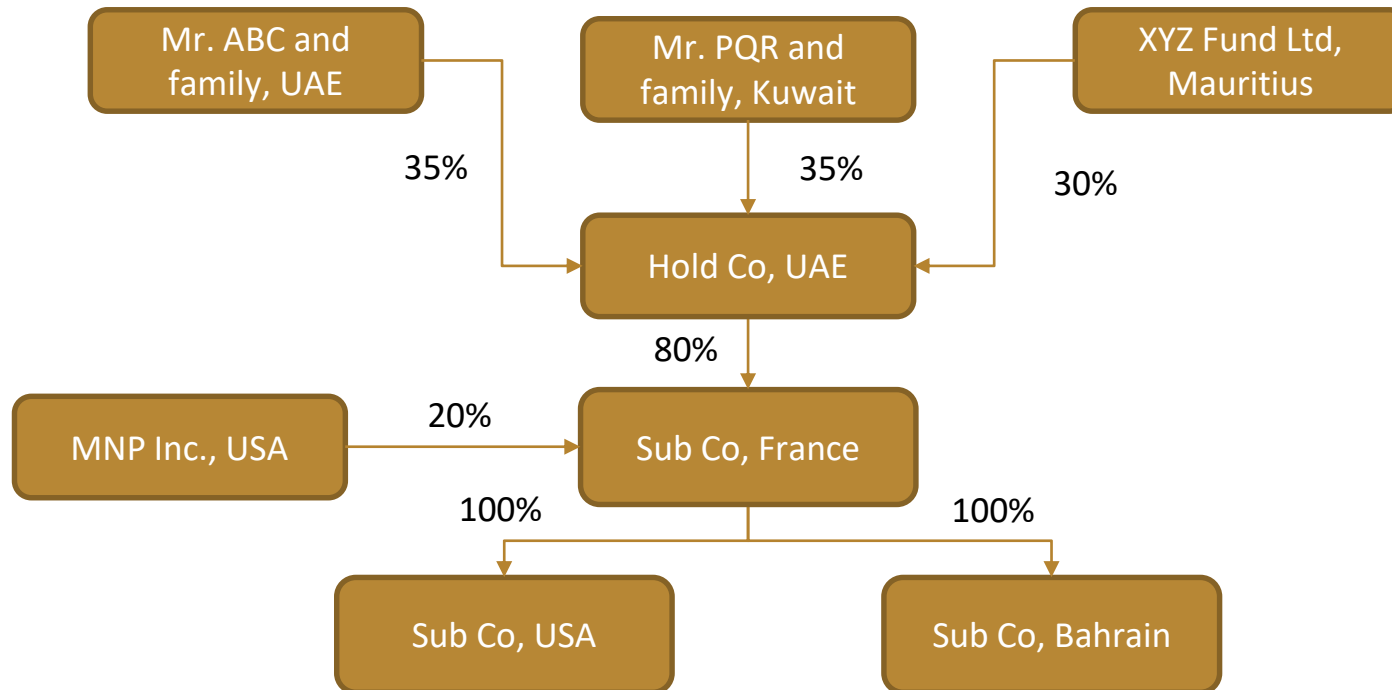 Mr. ABC and
family, UAE
Mr. PQR and
family, Kuwait
XYZ Fund Ltd,
Mauritius
35%
35%
30%
Hold Co, UAE
80%
MNP Inc., USA
20%
Sub Co, France
100%
100%
Sub Co, USA
Sub Co, Bahrain